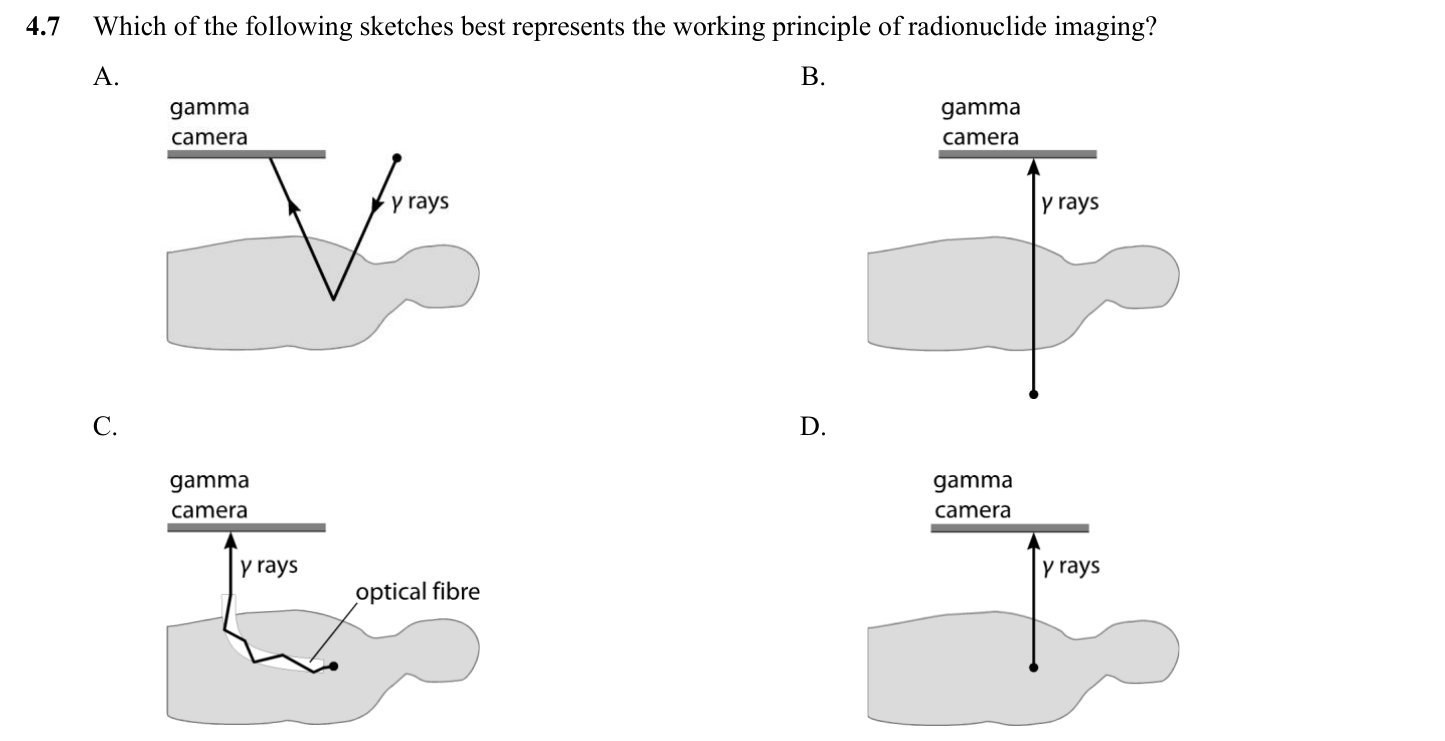 4.7 Which of the following sketches best represents the working principle of radionuclide imaging?
A.
gamma
camera
γ rays
B.
gamma
camera
γ rays
C.
gamma
camera
γ rays
optical fibre
D.
gamma
camera
γ rays